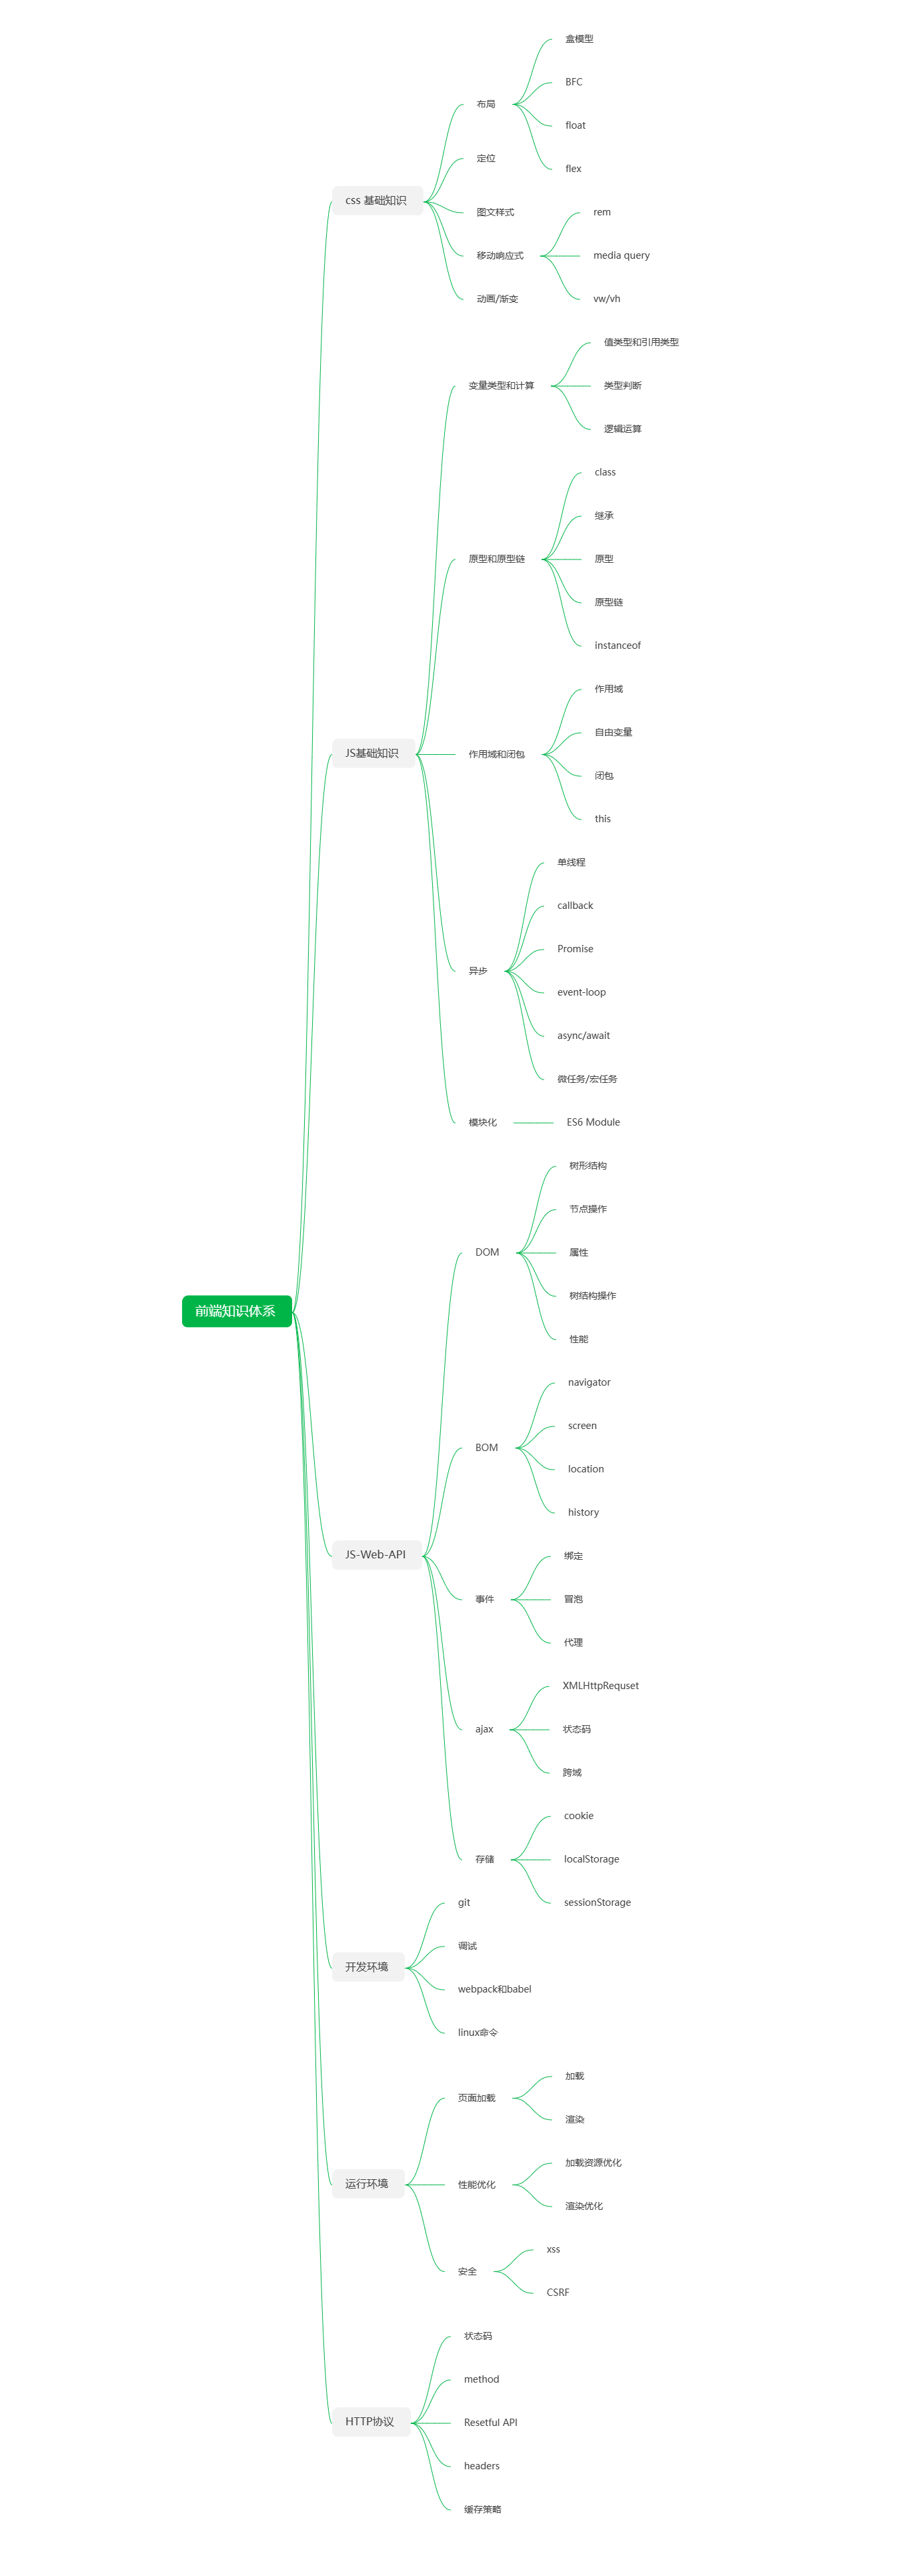 前端知识体系
css 基础知识
布局
盒模型
BFC
float
flex
定位
图文样式
移动响应式
rem
media query
vw/vh
动画/渐变
JS基础知识
变量类型和计算
值类型和引用类型
类型判断
逻辑运算
原型和原型链
class
继承
原型
原型链
instanceof
作用域和闭包
作用域
自由变量
闭包
this
异步
单线程
callback
Promise
event-loop
async/await
微任务/宏任务
模块化
ES6 Module
JS-Web-API
DOM
树形结构
节点操作
属性
树结构操作
性能
BOM
navigator
screen
location
history
事件
绑定
冒泡
代理
ajax
XMLHttpRequset
状态码
跨域
存储
cookie
localStorage
sessionStorage
开发环境
git
调试
webpack和babel
linux命令
运行环境
页面加载
加载
渲染
性能优化
加载资源优化
渲染优化
安全
xss
CSRF
HTTP协议
状态码
method
Resetful API
headers
缓存策略